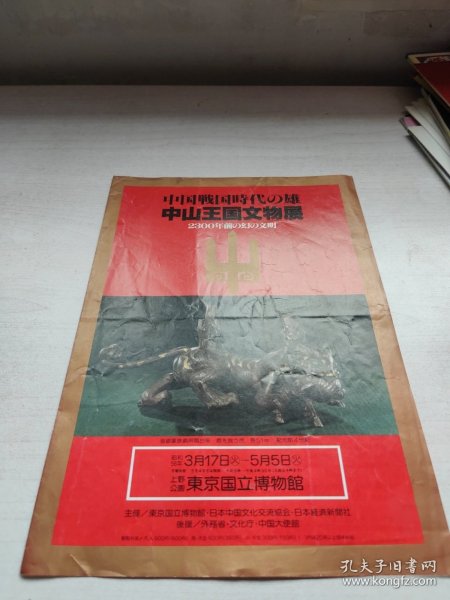 中国戦国時代の雄
中山王国文物展
2300年前の幻の文明
昭和56年 3月17日㊋—5月5日㊋
上野公園 東京国立博物館
主催／東京国立博物館・日本中国文化交流協会・日本経済新聞社
後援／外務省・文化庁・中国大使館
孔夫子旧书网
www.kongfz.com